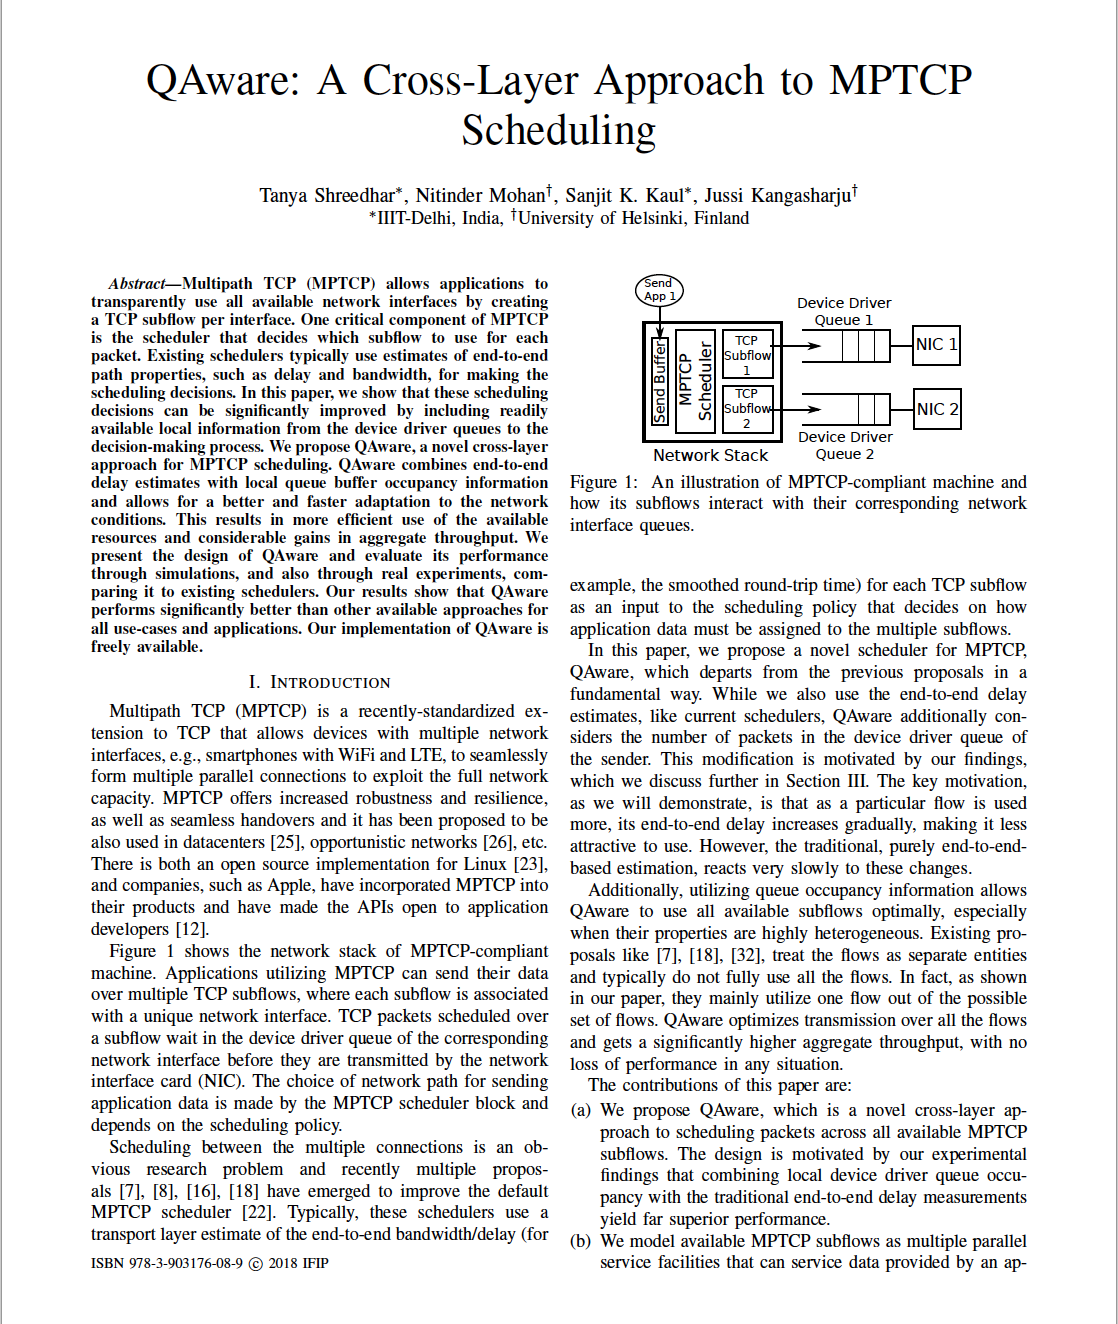 QAware: A Cross-Layer Approach to MPTCP
Scheduling
Tanya Shreedhar*, Nitinder Mohan†, Sanjit K. Kaul*, Jussi Kangasharju†
*IIIT-Delhi, India, †University of Helsinki, Finland
Abstract—Multipath TCP (MPTCP) allows applications to
transparently use all available network interfaces by creating
a TCP subflow per interface. One critical component of MPTCP
is the scheduler that decides which subflow to use for each
packet. Existing schedulers typically use estimates of end-to-end
path properties, such as delay and bandwidth, for making the
scheduling decisions. In this paper, we show that these scheduling
decisions can be significantly improved by including readily
available local information from the device driver queues to the
decision-making process. We propose QAware, a novel cross-layer
approach for MPTCP scheduling. QAware combines end-to-end
delay estimates with local queue buffer occupancy information
and allows for a better and faster adaptation to the network
conditions. This results in more efficient use of the available
resources and considerable gains in aggregate throughput. We
present the design of QAware and evaluate its performance
through simulations, and also through real experiments, com-
paring it to existing schedulers. Our results show that QAware
performs significantly better than other available approaches for
all use-cases and applications. Our implementation of QAware is
freely available.
I. INTRODUCTION
Multipath TCP (MPTCP) is a recently-standardized ex-
tension to TCP that allows devices with multiple network
interfaces, e.g., smartphones with WiFi and LTE, to seamlessly
form multiple parallel connections to exploit the full network
capacity. MPTCP offers increased robustness and resilience,
as well as seamless handovers and it has been proposed to be
also used in datacenters [25], opportunistic networks [26], etc.
There is both an open source implementation for Linux [23],
and companies, such as Apple, have incorporated MPTCP into
their products and have made the APIs open to application
developers [12].
Figure 1 shows the network stack of MPTCP-compliant
machine. Applications utilizing MPTCP can send their data
over multiple TCP subflows, where each subflow is associated
with a unique network interface. TCP packets scheduled over
a subflow wait in the device driver queue of the corresponding
network interface before they are transmitted by the network
interface card (NIC). The choice of network path for sending
application data is made by the MPTCP scheduler block and
depends on the scheduling policy.
Scheduling between the multiple connections is an ob-
vious research problem and recently multiple propos-
als [7], [8], [16], [18] have emerged to improve the default
MPTCP scheduler [22]. Typically, these schedulers use a
transport layer estimate of the end-to-end bandwidth/delay (for
ISBN 978-3-903176-08-9 © 2018 IFIP
Send
App 1
Send Buffer
MPTCP
Scheduler
TCP
Subflow
1
TCP
Subflow
2
Network Stack
Device Driver
Queue 1
NIC 1
NIC 2
Device Driver
Queue 2
Figure 1: An illustration of MPTCP-compliant machine and
how its subflows interact with their corresponding network
interface queues.
example, the smoothed round-trip time) for each TCP subflow
as an input to the scheduling policy that decides on how
application data must be assigned to the multiple subflows.
In this paper, we propose a novel scheduler for MPTCP,
QAware, which departs from the previous proposals in a
fundamental way. While we also use the end-to-end delay
estimates, like current schedulers, QAware additionally con-
siders the number of packets in the device driver queue of
the sender. This modification is motivated by our findings,
which we discuss further in Section III. The key motivation,
as we will demonstrate, is that as a particular flow is used
more, its end-to-end delay increases gradually, making it less
attractive to use. However, the traditional, purely end-to-end-
based estimation, reacts very slowly to these changes.
Additionally, utilizing queue occupancy information allows
QAware to use all available subflows optimally, especially
when their properties are highly heterogeneous. Existing pro-
posals like [7], [18], [32], treat the flows as separate entities
and typically do not fully use all the flows. In fact, as shown
in our paper, they mainly utilize one flow out of the possible
set of flows. QAware optimizes transmission over all the flows
and gets a significantly higher aggregate throughput, with no
loss of performance in any situation.
The contributions of this paper are:
(a) We propose QAware, which is a novel cross-layer ap-
proach to scheduling packets across all available MPTCP
subflows. The design is motivated by our experimental
findings that combining local device driver queue occu-
pancy with the traditional end-to-end delay measurements
yield far superior performance.
(b) We model available MPTCP subflows as multiple parallel
service facilities that can service data provided by an ap-